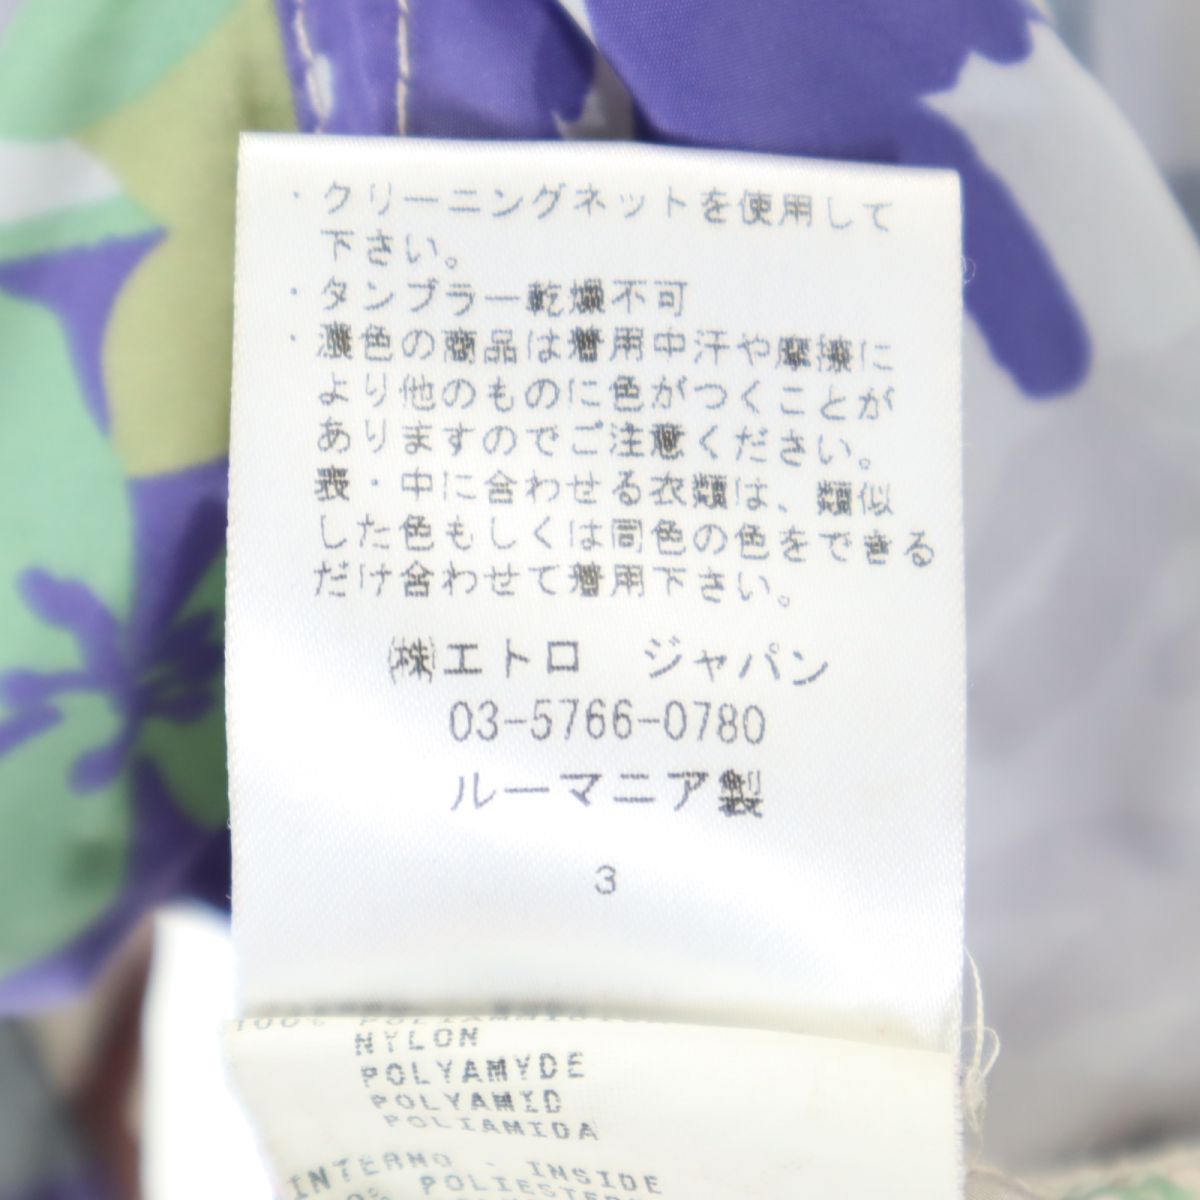 ・クリーニングネットを使用して
下さい。
・タンブラー乾燥不可
・濃色の商品は着用中汗や摩擦に
より他のものに色がつくことが
ありますのでご注意ください。
表・中に合わせる衣類は、類似
した色もしくは同色の色をできる
だけ合わせて着用下さい。
㈱エトロ ジャパン
03-5766-0780
ルーマニア製
3
100%
NYLON
POLYAMYDE
POLYAMID
POLIAMIDA
INTERNO - INSIDE